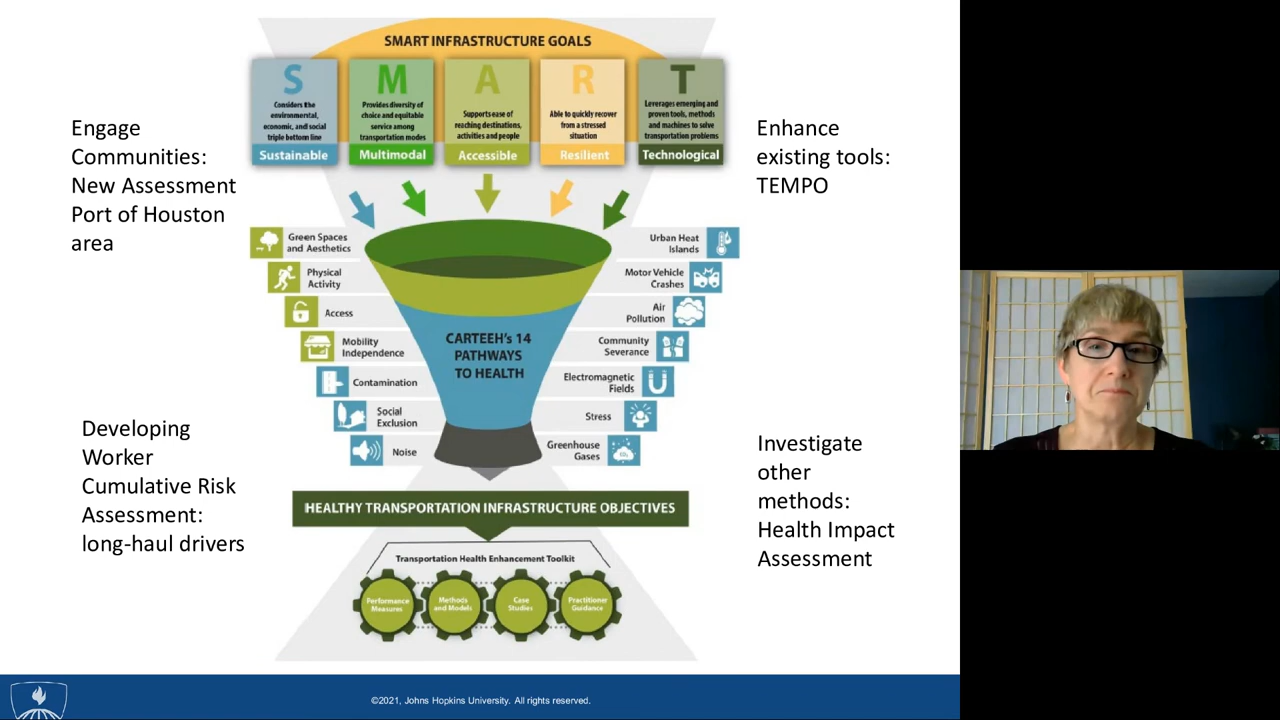 SMART INFRASTRUCTURE GOALS
S
Considers the
environmental,
economic, and social
triple bottom line
Sustainable
M
Provides diversity of
choice and equitable
service among
transportation modes
Multimodal
A
Supports ease of
reaching destinations,
activities and people
Accessible
R
Able to quickly recover
from a stressed
situation
Resilient
T
Leverages emerging and
proven tools, methods
and machines to solve
transportation problems
Technological
Engage
Communities:
New Assessment
Port of Houston
area
Enhance
existing tools:
TEMPO
Green Spaces
and Aesthetics
Physical
Activity
Access
Mobility
Independence
Contamination
Social
Exclusion
Noise
CARTEEH's 14
PATHWAYS
TO HEALTH
Urban Heat
Islands
Motor Vehicle
Crashes
Air
Pollution
Community
Severance
Electromagnetic
Fields
Stress
Greenhouse
Gases
Developing
Worker
Cumulative Risk
Assessment:
long-haul drivers
Investigate
other
methods:
Health Impact
Assessment
HEALTHY TRANSPORTATION INFRASTRUCTURE OBJECTIVES
Transportation Health Enhancement Toolkit
Performance
Measures
Methods
and Models
Case
Studies
Practitioner
Guidance
©2021, Johns Hopkins University. All rights reserved.